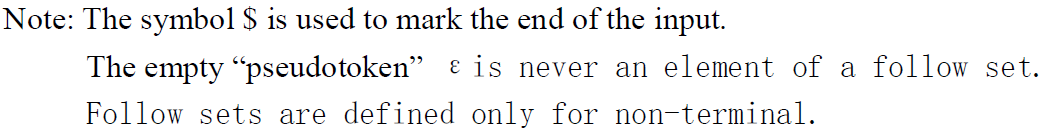 Note: The symbol $ is used to mark the end of the input.
The empty “pseudotoken” ε is never an element of a follow set.
Follow sets are defined only for non-terminal.